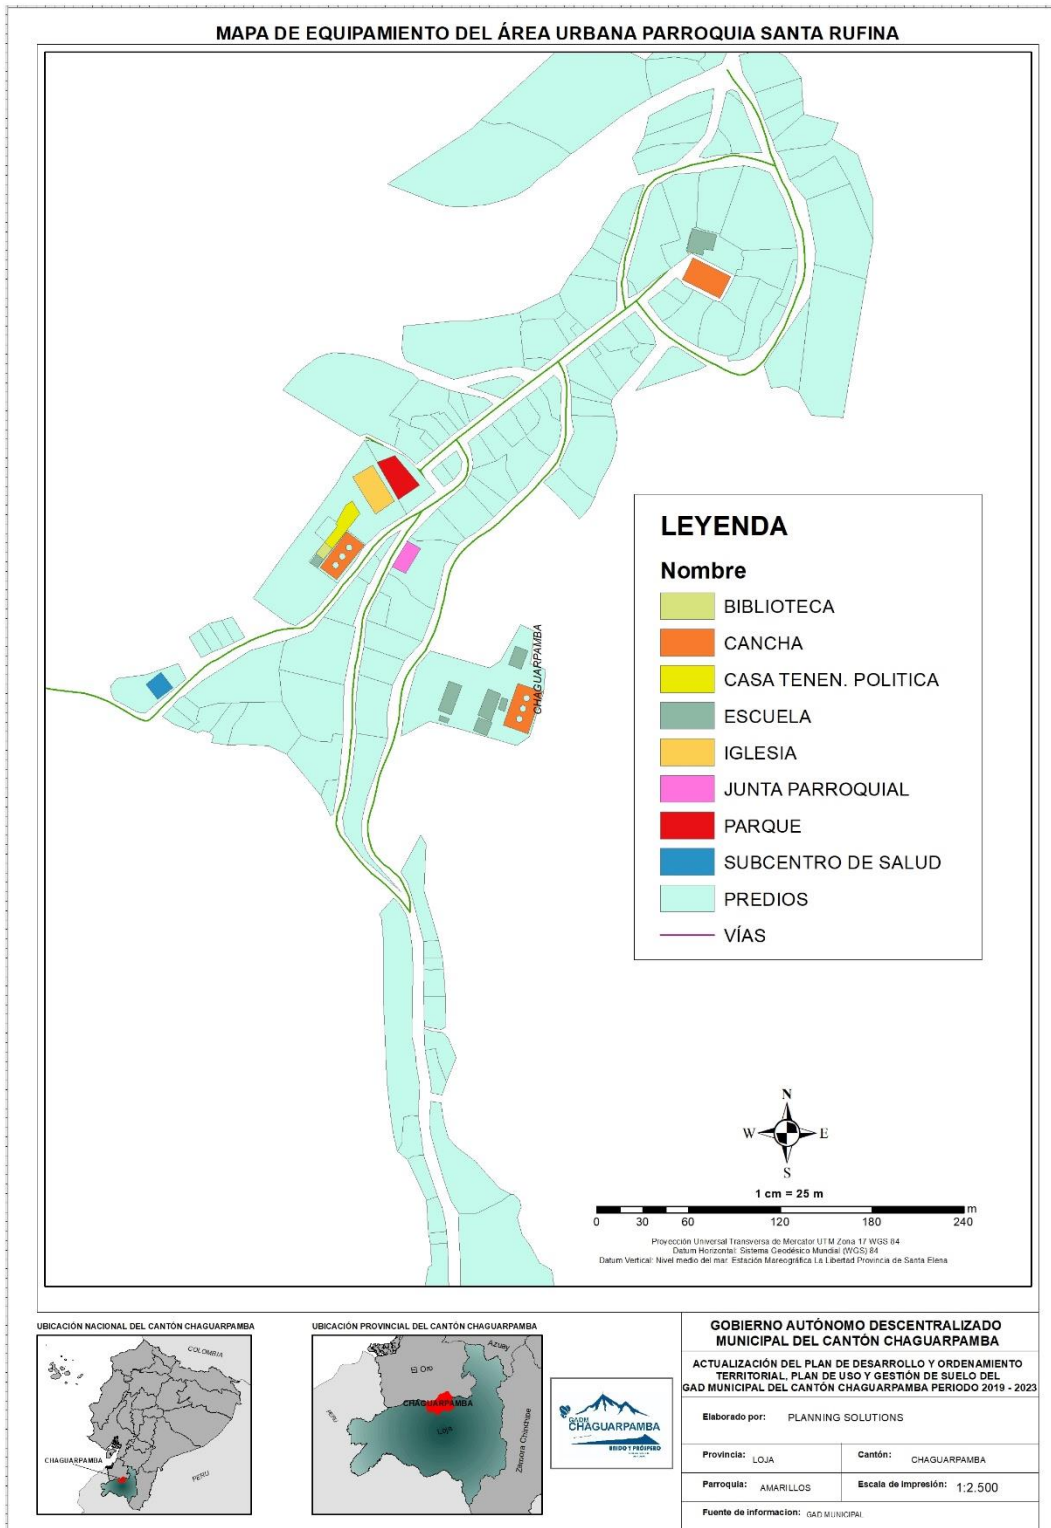 MAPA DE EQUIPAMIENTO DEL ÁREA URBANA PARROQUIA SANTA RUFINA
CHAGUARPAMBA
LEYENDA
Nombre
BIBLIOTECA
CANCHA
CASA TENEN. POLITICA
ESCUELA
IGLESIA
JUNTA PARROQUIAL
PARQUE
SUBCENTRO DE SALUD
PREDIOS
VÍAS
N
W E
S
1 cm = 25 m
0 30 60 120 180 240 m
Proyección Universal Transversa de Mercator UTM Zona 17 WGS 84
Datum Horizontal: Sistema Geodésico Mundial (WGS) 84
Datum Vertical: Nivel medio del mar. Estación Mareográfica La Libertad Provincia de Santa Elena
UBICACIÓN NACIONAL DEL CANTÓN CHAGUARPAMBA
COLOMBIA
CHAGUARPAMBA
PERU
UBICACIÓN PROVINCIAL DEL CANTÓN CHAGUARPAMBA
Azuay
El Oro
CHAGUARPAMBA
PERU
Loja
Zamora Chinchipe
GADM
CHAGUARPAMBA
UNIDO Y PRÓSPERO
GOBIERNO AUTÓNOMO DESCENTRALIZADO
MUNICIPAL DEL CANTÓN CHAGUARPAMBA
ACTUALIZACIÓN DEL PLAN DE DESARROLLO Y ORDENAMIENTO
TERRITORIAL, PLAN DE USO Y GESTIÓN DE SUELO DEL
GAD MUNICIPAL DEL CANTÓN CHAGUARPAMBA PERIODO 2019 - 2023
Elaborado por: PLANNING SOLUTIONS
Provincia: LOJA Cantón: CHAGUARPAMBA
Parroquia: AMARILLOS Escala de Impresión: 1:2.500
Fuente de informacion: GAD MUNICIPAL